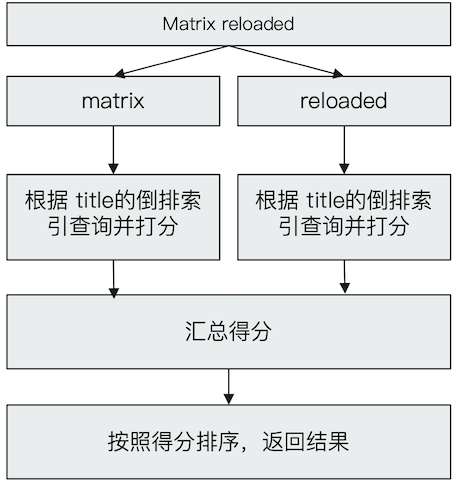 Matrix reloaded
matrix
reloaded
根据 title的倒排索
引查询并打分
根据 title的倒排索
引查询并打分
汇总得分
按照得分排序，返回结果